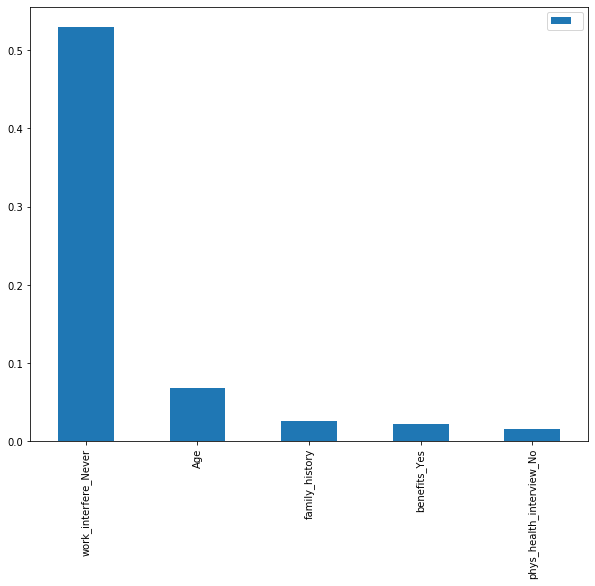 0.5
0.4
0.3
0.2
0.1
0.0
work_interfere_Never
Age
family_history
benefits_Yes
phys_health_interview_No